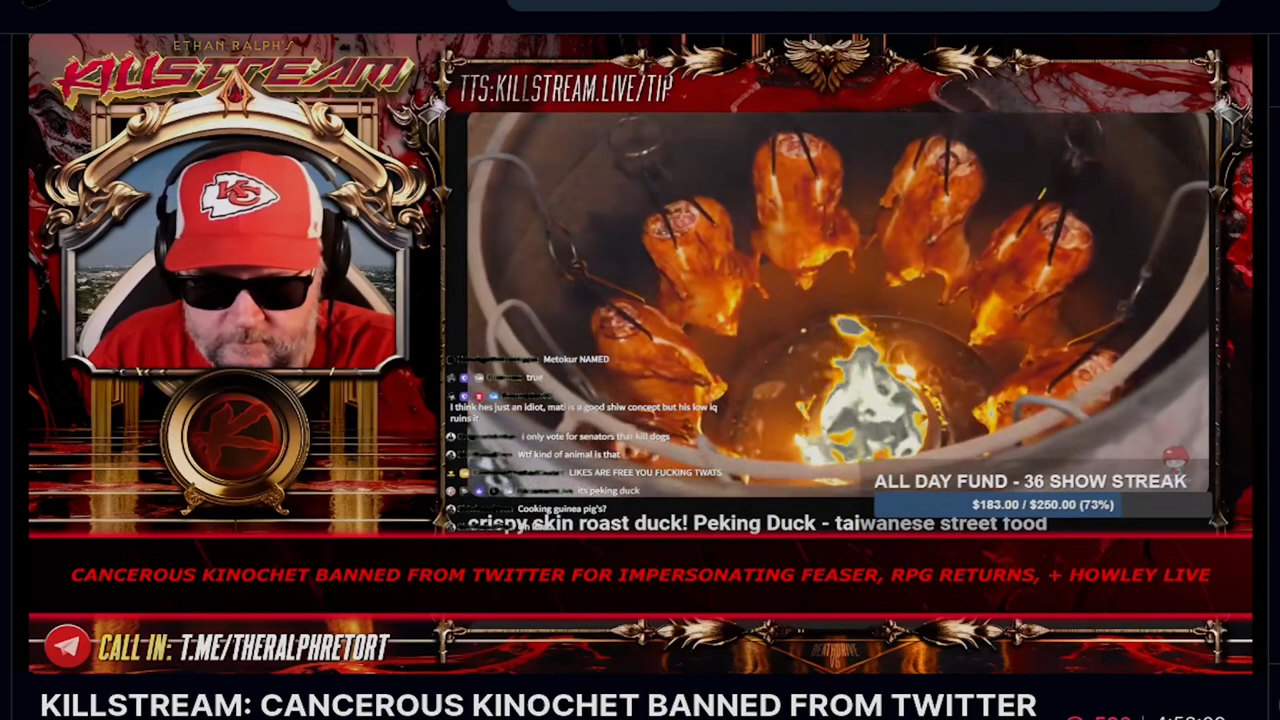 ETHAN RALPH'S
KILLSTREAM
TTS:KILLSTREAM.LIVE/TIP
KC
Metokur NAMED
true
I think hes just an idiot, mati is a good shiw concept but his low iq
ruins it
i only vote for senators that kill dogs
Wtf kind of animal is that
LIKES ARE FREE YOU FUCKING TWATS
its peking duck
Cooking guinea pig's?
ALL DAY FUND - 36 SHOW STREAK
$183.00 / $250.00 (73%)
crispy skin roast duck! Peking Duck - taiwanese street food
CANCEROUS KINOCHET BANNED FROM TWITTER FOR IMPERSONATING FEASER, RPG RETURNS, + HOWLEY LIVE
CALL IN: T.ME/THERALPHRETORT
KILLSTREAM: CANCEROUS KINOCHET BANNED FROM TWITTER